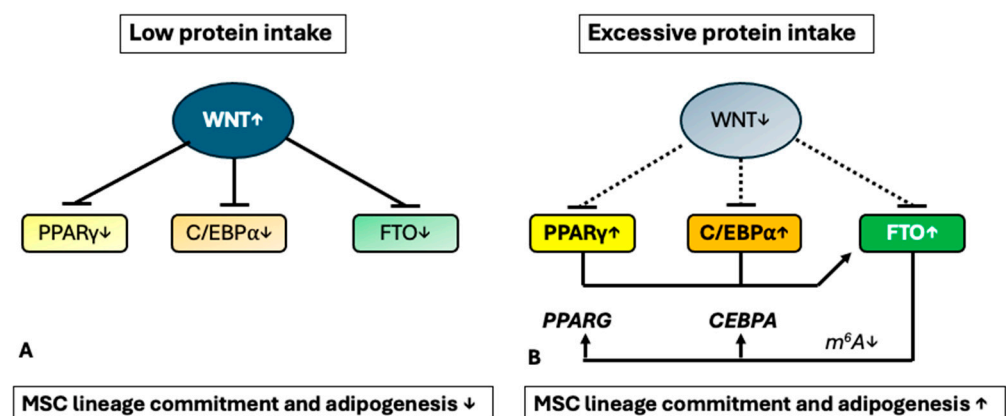 Low protein intake
WNT↑
PPARγ↓
C/EBPα↓
FTO↓
A
MSC lineage commitment and adipogenesis ↓
Excessive protein intake
WNT↓
PPARγ↑
C/EBPα↑
FTO↑
PPARG
CEBPA
m⁶A↓
B
MSC lineage commitment and adipogenesis ↑